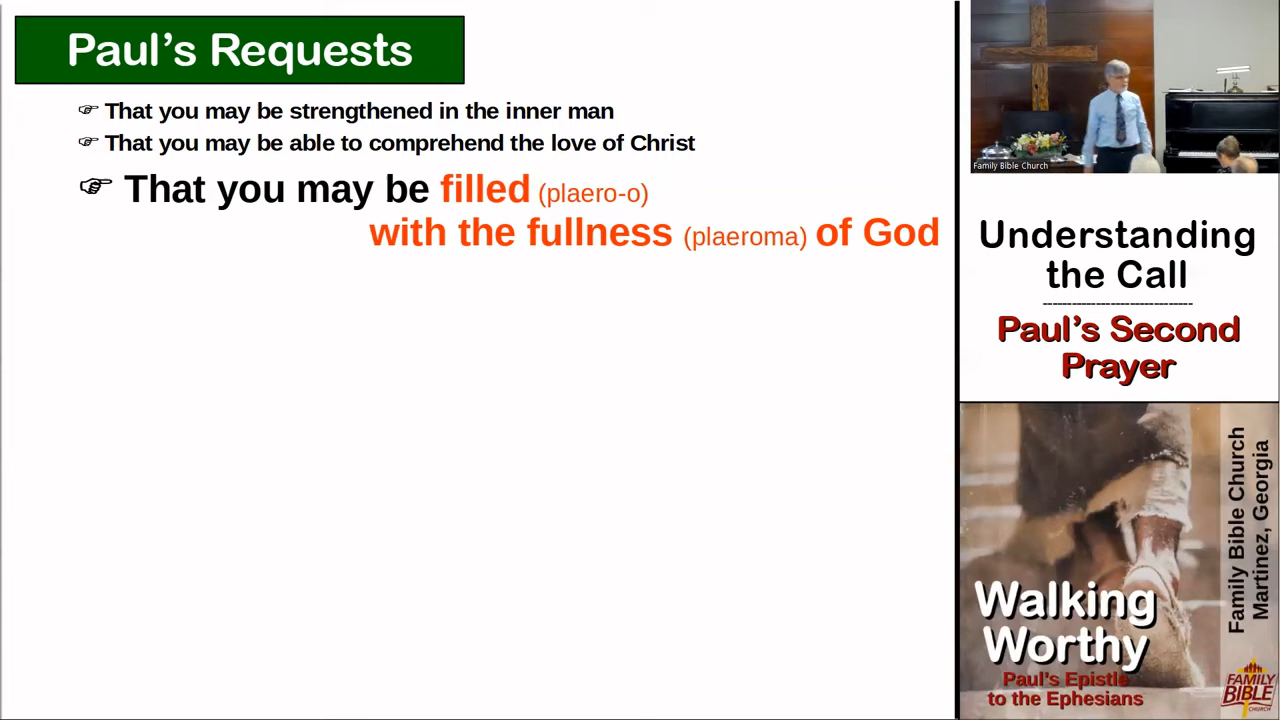 Paul's Requests
☞ That you may be strengthened in the inner man
☞ That you may be able to comprehend the love of Christ
☞ That you may be filled (plaero-o)
with the fullness (plaeroma) of God
Family Bible Church
Understanding
the Call
------------------------------
Paul's Second
Prayer
Walking
Worthy
Paul's Epistle
to the Ephesians
Family Bible Church
Martinez, Georgia
FAMILY
BIBLE
CHURCH